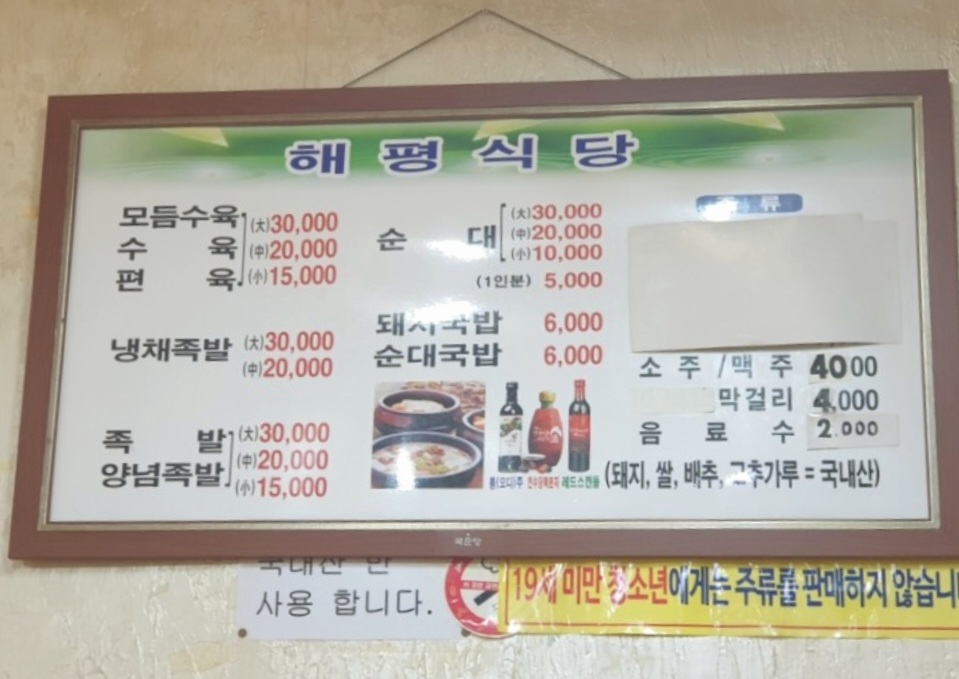 해평식당
모듬수육 (大)30,000
수육 (中)20,000
편육 (小)15,000
냉채족발 (大)30,000
(中)20,000
족발 (大)30,000
양념족발 (中)20,000
(小)15,000
순대 (大)30,000
(中)20,000
(小)10,000
(1인분) 5,000
돼지국밥 6,000
순대국밥 6,000
류
소주/맥주 4000
막걸리 4,000
음료수 2.000
(돼지, 쌀, 배추, 고추가루 = 국내산)
국순당
사용 합니다.
19세 미만 청소년에게는 주류를 판매하지 않습니